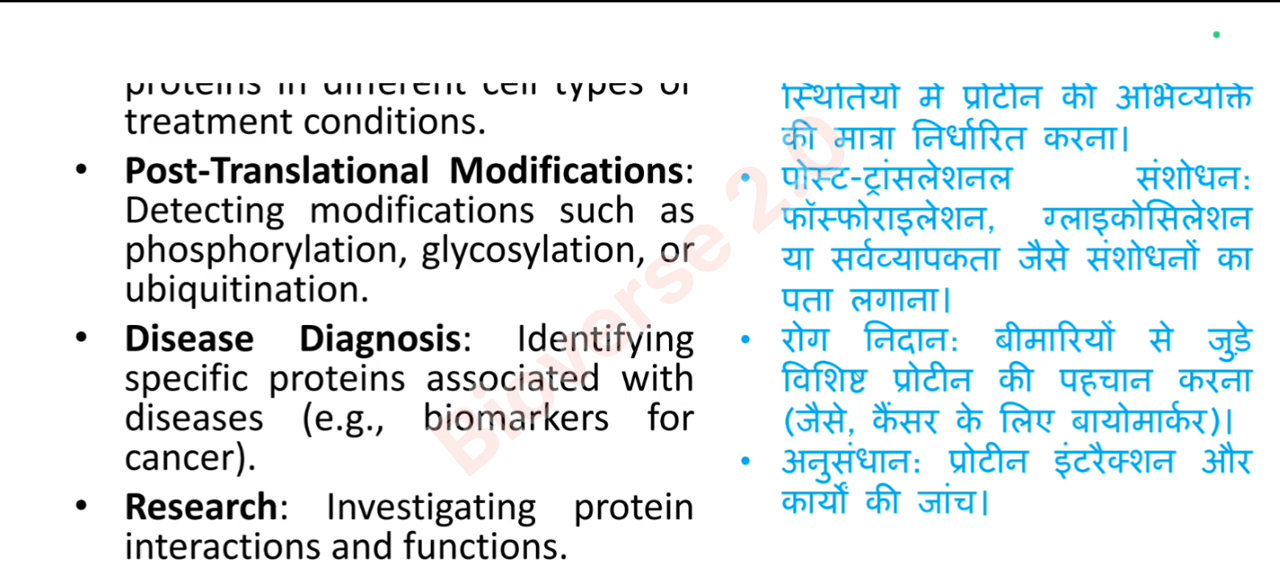 proteins in different cell types or
treatment conditions.
• Post-Translational Modifications:
Detecting modifications such as
phosphorylation, glycosylation, or
ubiquitination.
• Disease Diagnosis: Identifying
specific proteins associated with
diseases (e.g., biomarkers for
cancer).
• Research: Investigating protein
interactions and functions.
स्थितियों में प्रोटीन की अभिव्यक्ति
की मात्रा निर्धारित करना।
• पोस्ट-ट्रांसलेशनल संशोधन:
फॉस्फोराइलेशन, ग्लाइकोसिलेशन
या सर्वव्यापकता जैसे संशोधनों का
पता लगाना।
• रोग निदान: बीमारियों से जुड़े
विशिष्ट प्रोटीन की पहचान करना
(जैसे, कैंसर के लिए बायोमार्कर)।
• अनुसंधान: प्रोटीन इंटरैक्शन और
कार्यों की जांच।
Bioverse 2.0